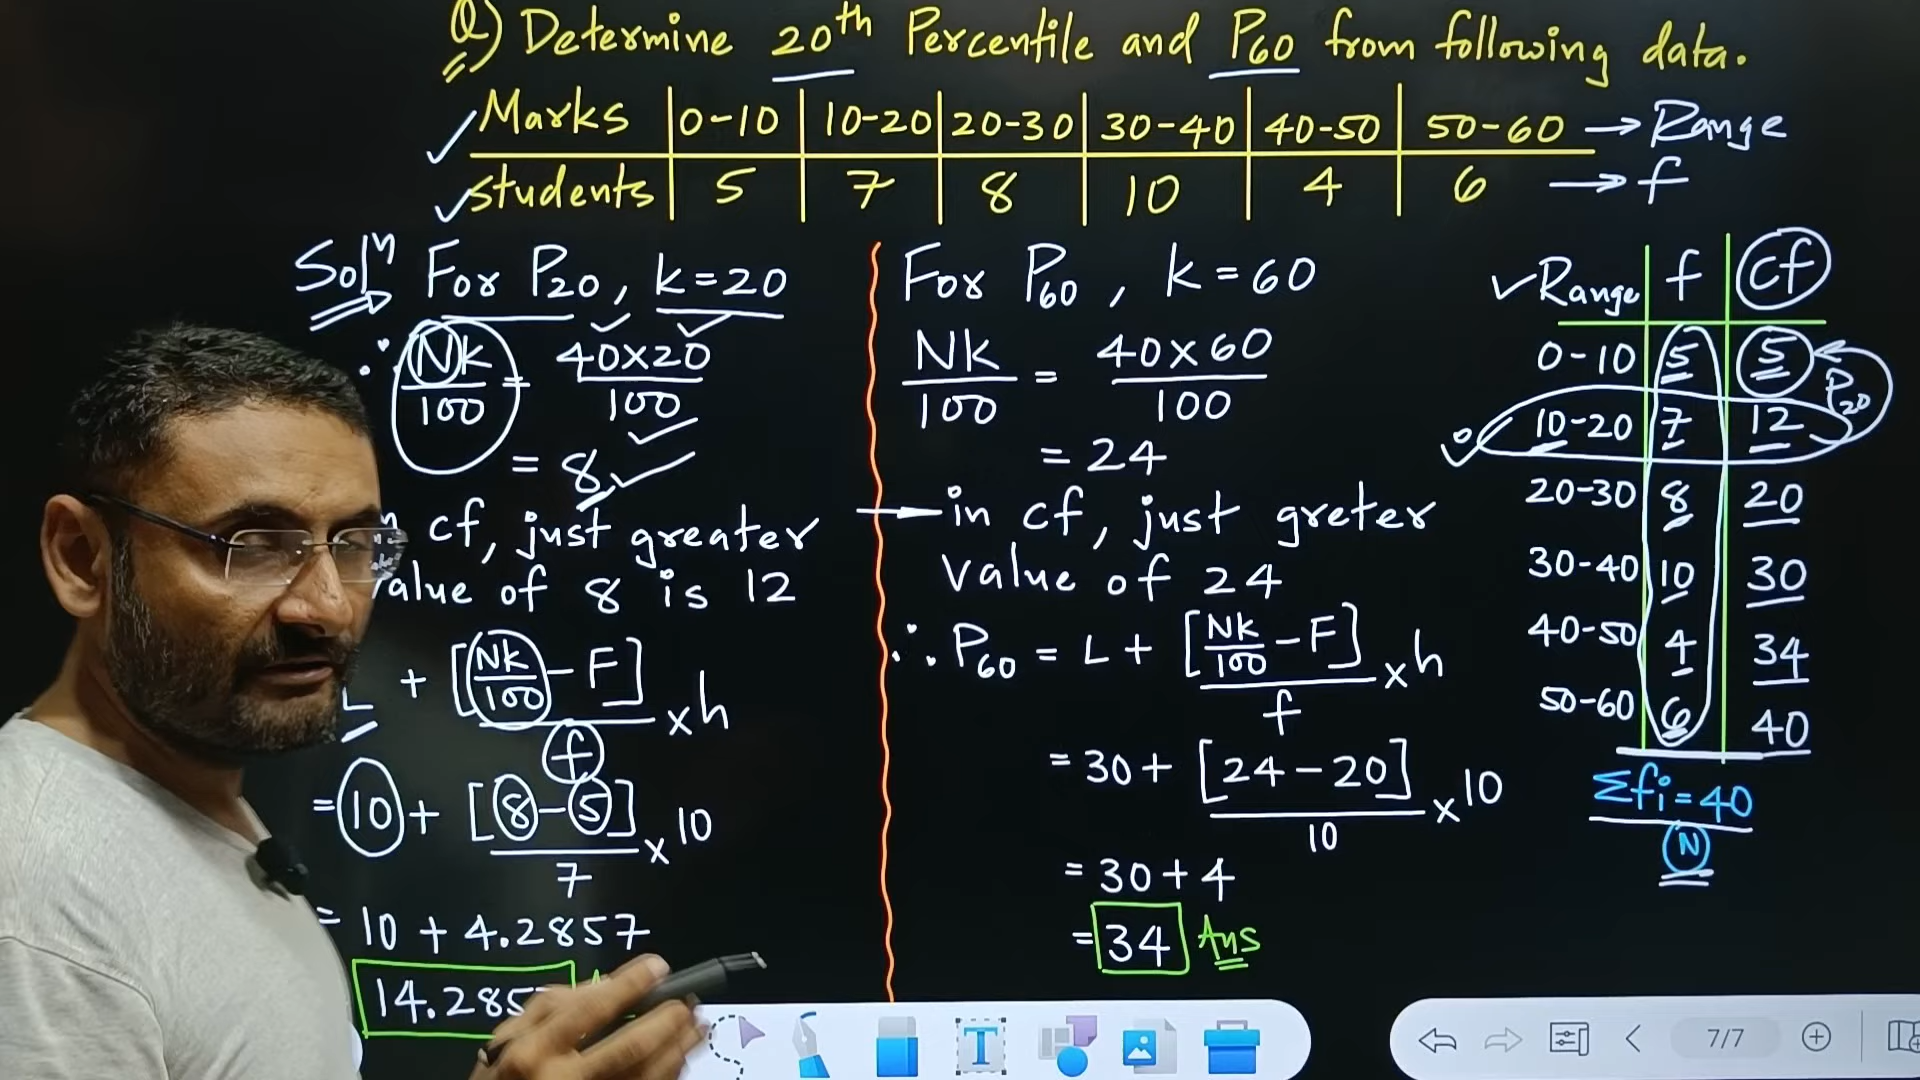 Q) Determine 20th Percentile and P60 from following data.
Marks | 0-10 | 10-20 | 20-30 | 30-40 | 40-50 | 50-60 → Range
students | 5 | 7 | 8 | 10 | 4 | 6 → f
Solⁿ For P20, k=20
∴ Nk/100 = 40×20/100
= 8
cf, just greater
value of 8 is 12
L + [Nk/100 - F]/f × h
= 10 + [8-5]/7 × 10
= 10 + 4.2857
14.285
For P60, k=60
Nk/100 = 40×60/100
= 24
→ in cf, just greter
value of 24
∴ P60 = L + [Nk/100 - F]/f × h
= 30 + [24-20]/10 × 10
= 30+4
= 34 Ans
Range | f | cf
0-10 | 5 | 5
P20
10-20 | 7 | 12
20-30 | 8 | 20
30-40 | 10 | 30
40-50 | 4 | 34
50-60 | 6 | 40
Σfi=40
N
T
7/7